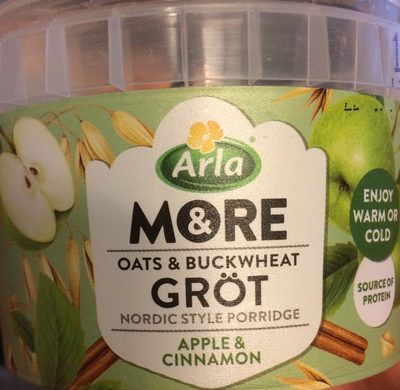 Arla
M&RE
OATS & BUCKWHEAT
GRÖT
NORDIC STYLE PORRIDGE
APPLE &
CINNAMON
ENJOY
WARM OR
COLD
SOURCE OF
PROTEIN